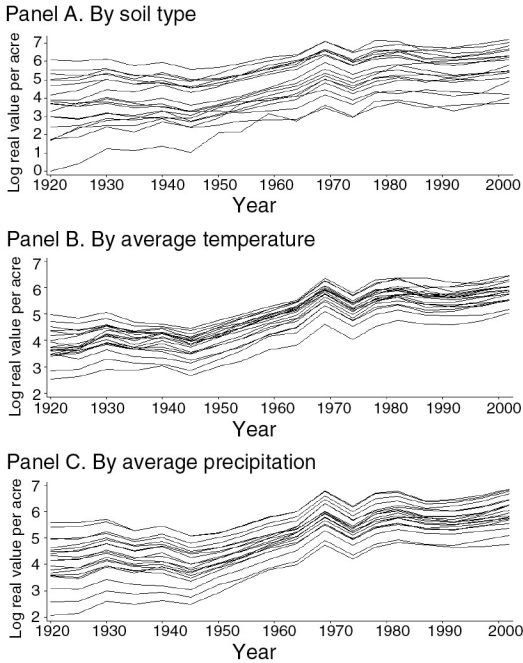 Panel A. By soil type
Log real value per acre
7
6
5
4
3
2
1
0
1920 1930 1940 1950 1960 1970 1980 1990 2000
Year
Panel B. By average temperature
Log real value per acre
7
6
5
4
3
2
1920 1930 1940 1950 1960 1970 1980 1990 2000
Year
Panel C. By average precipitation
Log real value per acre
7
6
5
4
3
2
1920 1930 1940 1950 1960 1970 1980 1990 2000
Year